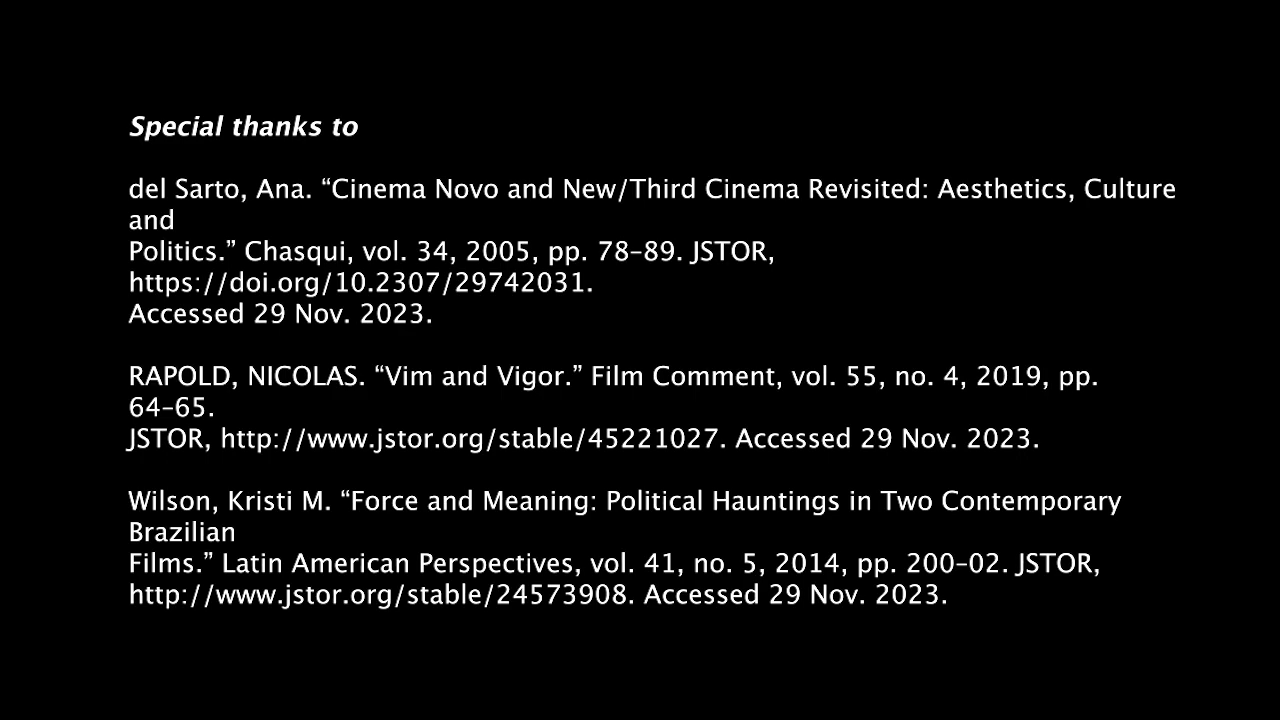 Special thanks to
del Sarto, Ana. “Cinema Novo and New/Third Cinema Revisited: Aesthetics, Culture
and
Politics.” Chasqui, vol. 34, 2005, pp. 78–89. JSTOR,
https://doi.org/10.2307/29742031.
Accessed 29 Nov. 2023.
RAPOLD, NICOLAS. “Vim and Vigor.” Film Comment, vol. 55, no. 4, 2019, pp.
64–65.
JSTOR, http://www.jstor.org/stable/45221027. Accessed 29 Nov. 2023.
Wilson, Kristi M. “Force and Meaning: Political Hauntings in Two Contemporary
Brazilian
Films.” Latin American Perspectives, vol. 41, no. 5, 2014, pp. 200–02. JSTOR,
http://www.jstor.org/stable/24573908. Accessed 29 Nov. 2023.